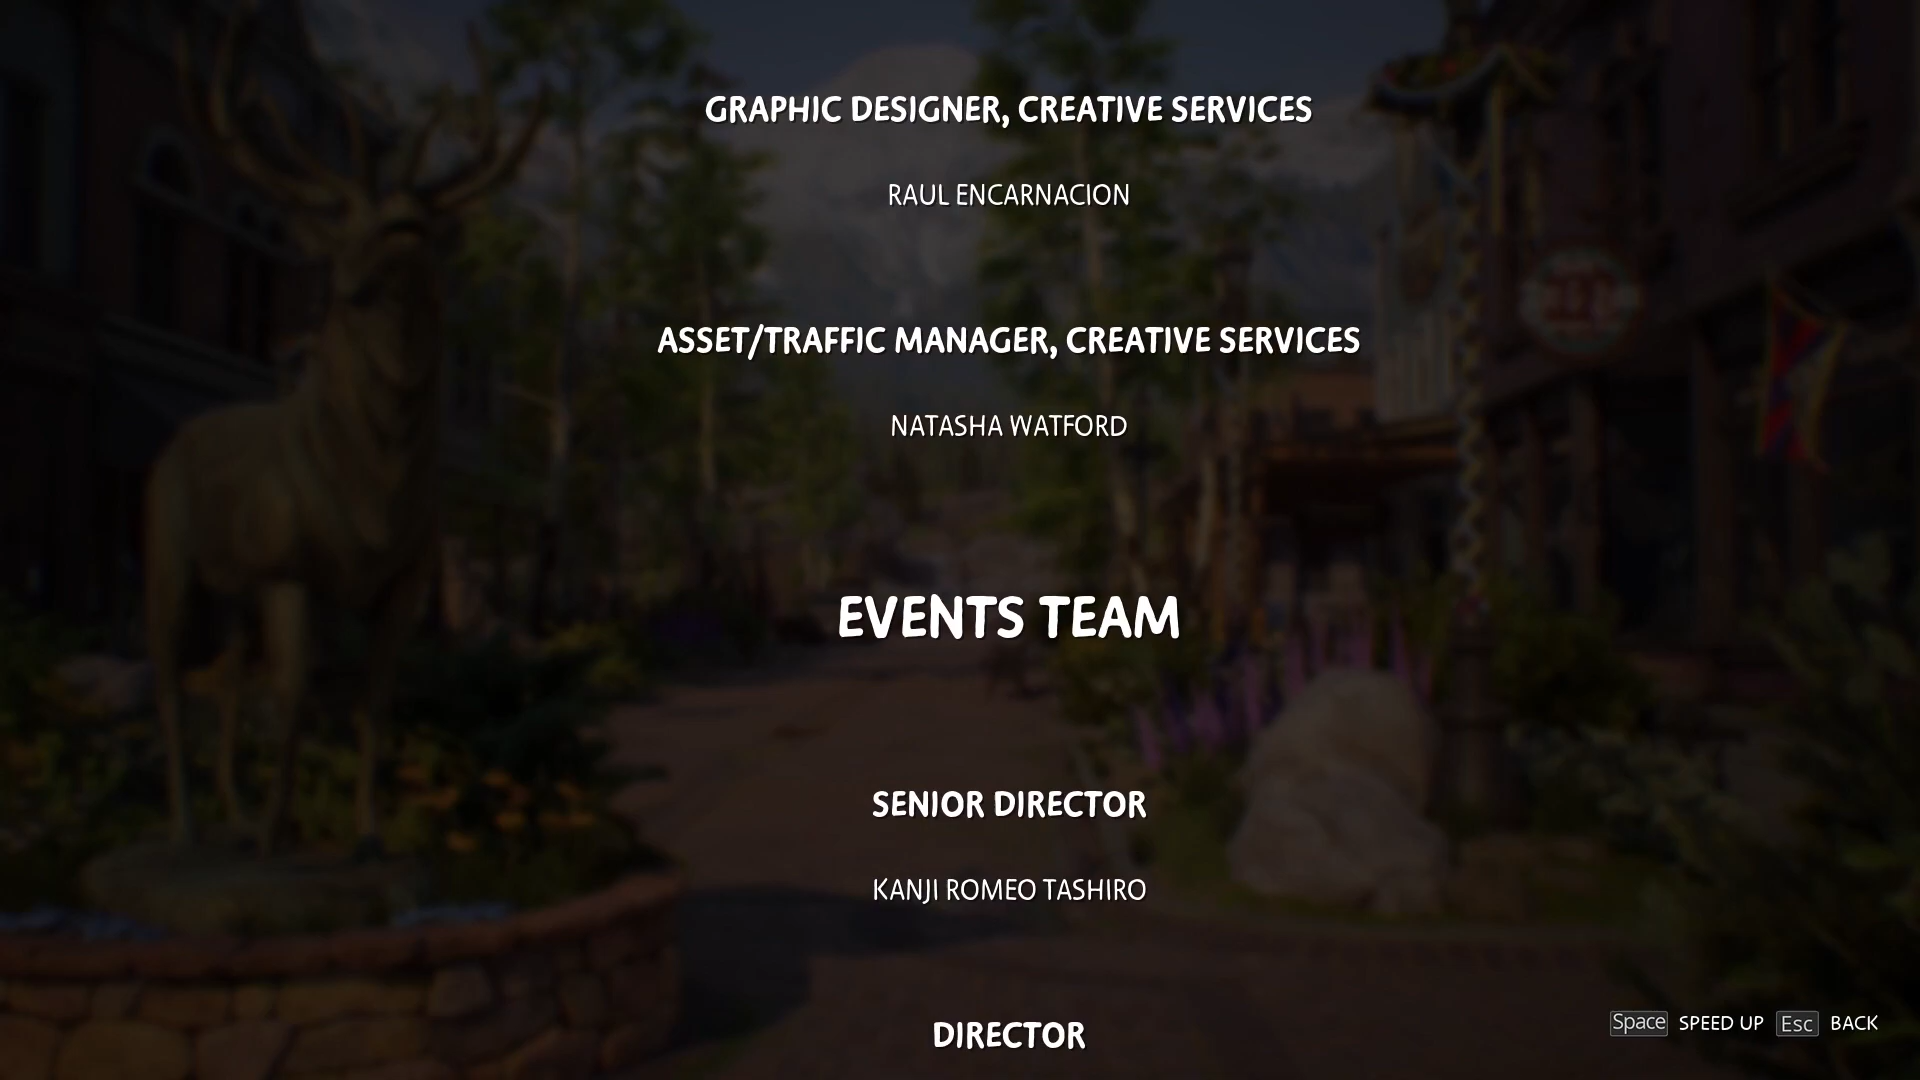 GRAPHIC DESIGNER, CREATIVE SERVICES
RAUL ENCARNACION
ASSET/TRAFFIC MANAGER, CREATIVE SERVICES
NATASHA WATFORD
EVENTS TEAM
SENIOR DIRECTOR
KANJI ROMEO TASHIRO
DIRECTOR
Space SPEED UP Esc BACK